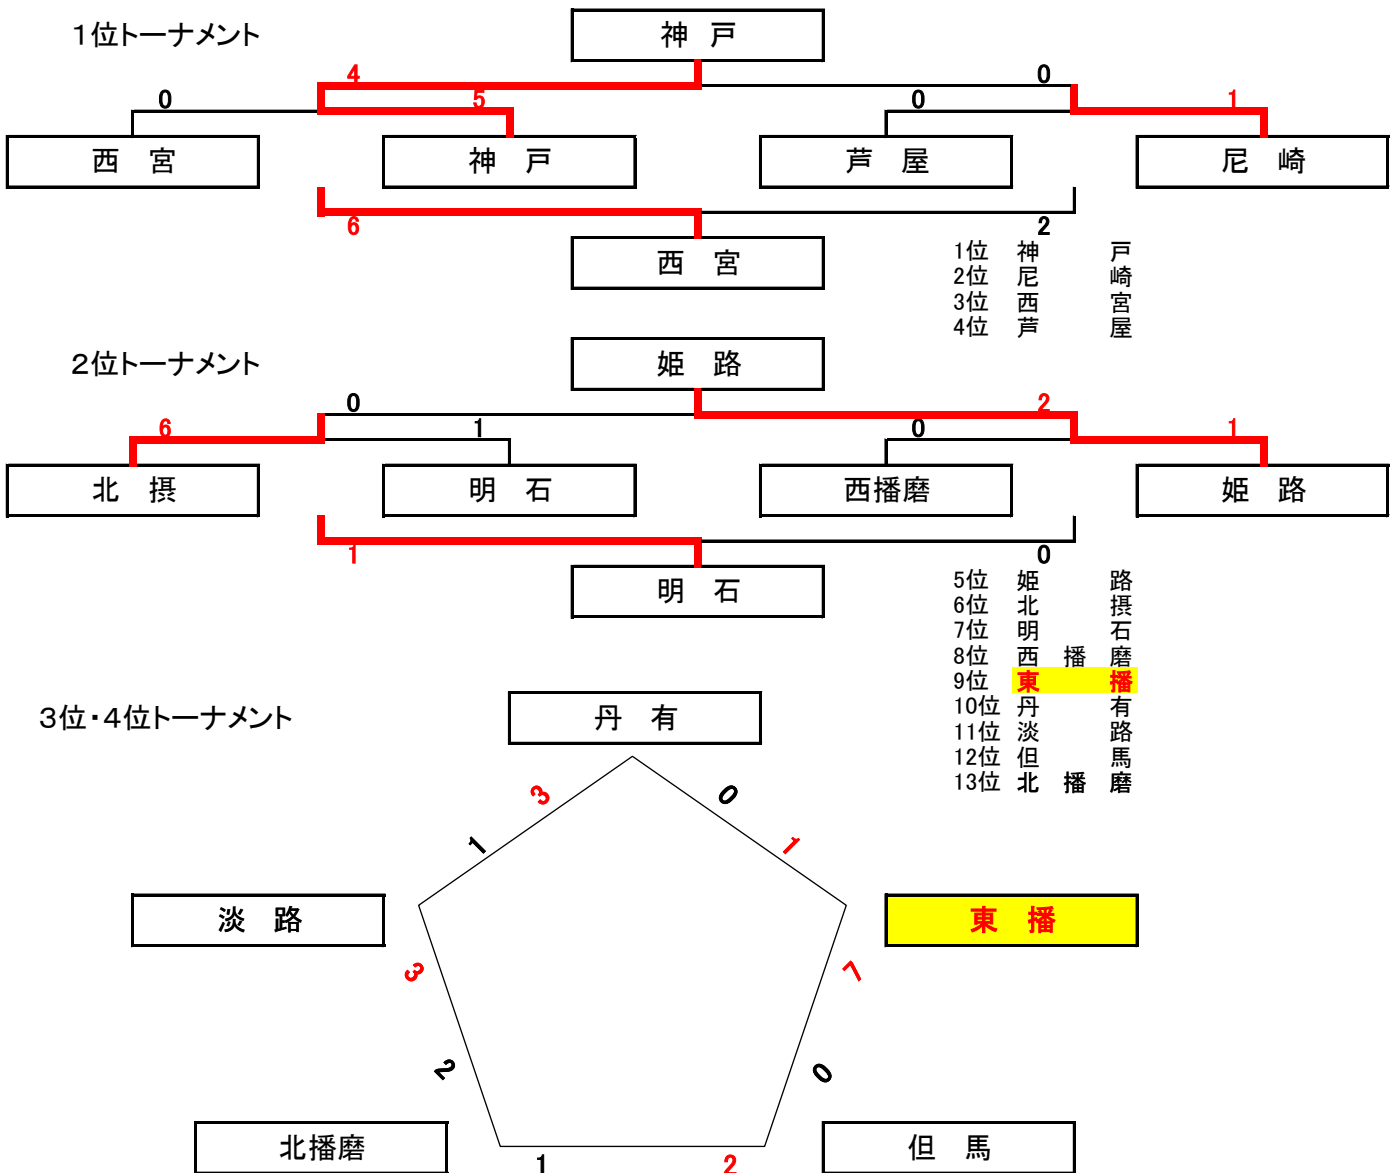 1位トーナメント
神 戸
4
0
0
5
0
1
西 宮
神 戸
芦 屋
尼 崎
6
2
西 宮
1位 神 戸
2位 尼 崎
3位 西 宮
4位 芦 屋
2位トーナメント
姫 路
0
2
6
1
0
1
北 摂
明 石
西播磨
姫 路
1
0
明 石
5位 姫 路
6位 北 摂
7位 明 石
8位 西 播 磨
9位 東 播
10位 丹 有
11位 淡 路
12位 但 馬
13位 北 播 磨
3位・4位トーナメント
丹 有
3
0
1
1
淡 路
東 播
3
7
2
0
北播磨
但 馬
1
2